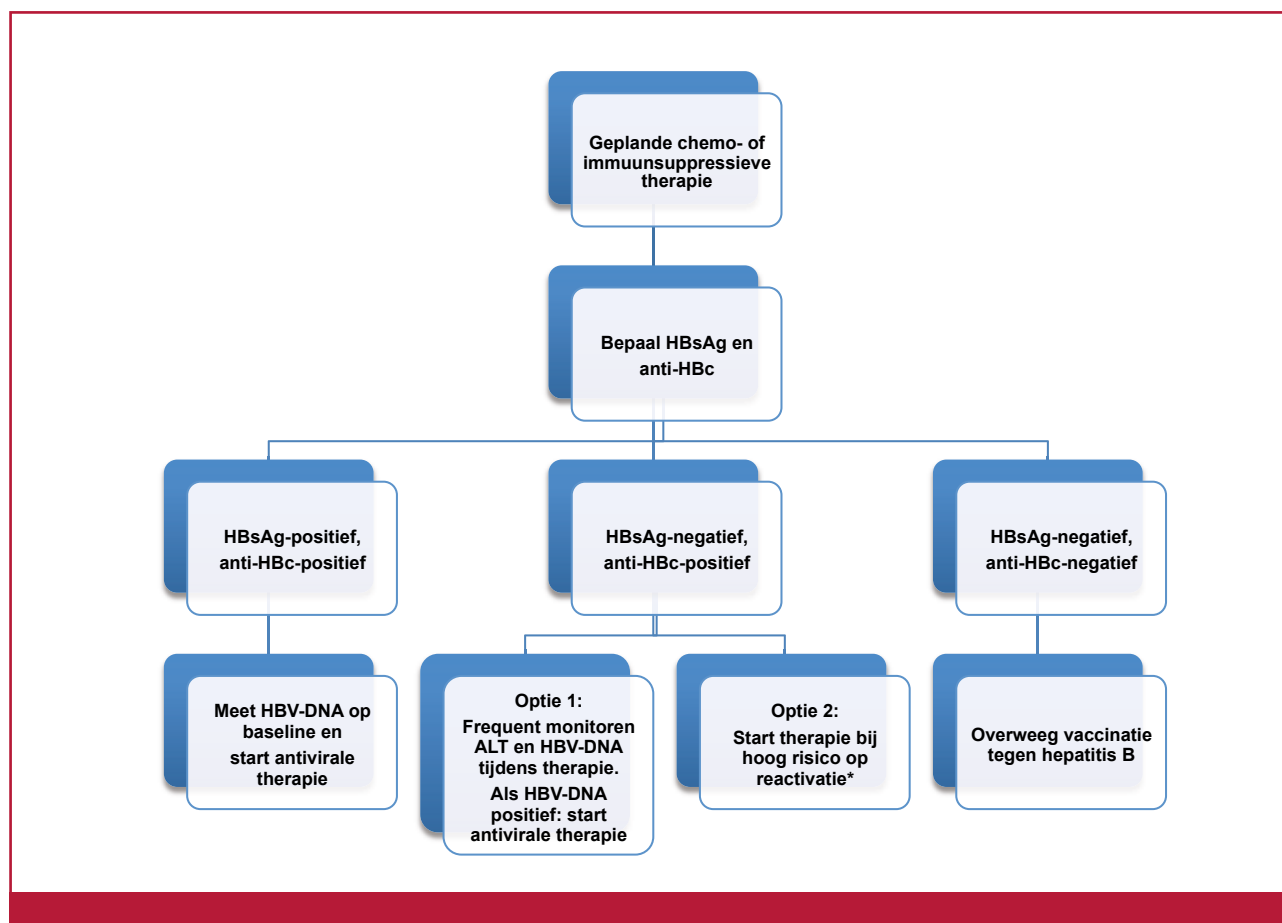 Geplande chemo- of
immuunsuppressieve
therapie
Bepaal HBsAg en
anti-HBc
HBsAg-positief,
anti-HBc-positief
HBsAg-negatief,
anti-HBc-positief
HBsAg-negatief,
anti-HBc-negatief
Meet HBV-DNA op
baseline en
start antivirale
therapie
Optie 1:
Frequent monitoren
ALT en HBV-DNA
tijdens therapie.
Als HBV-DNA
positief: start
antivirale therapie
Optie 2:
Start therapie bij
hoog risico op
reactivatie*
Overweeg vaccinatie
tegen hepatitis B